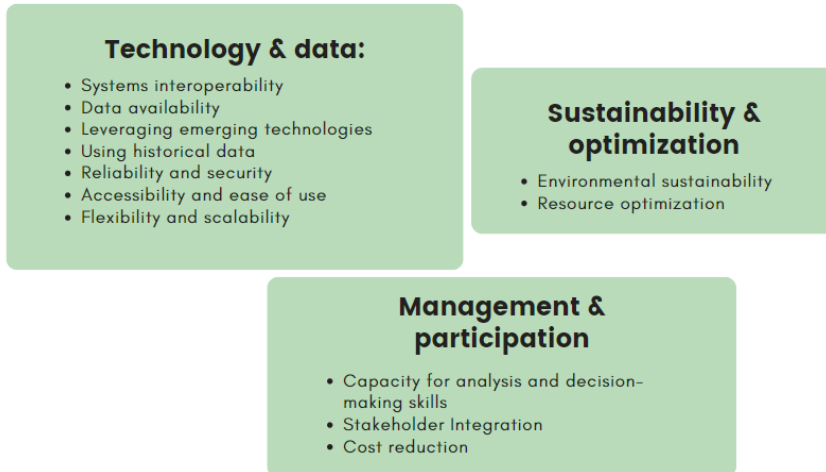 Technology & data:
• Systems interoperability
• Data availability
• Leveraging emerging technologies
• Using historical data
• Reliability and security
• Accessibility and ease of use
• Flexibility and scalability
Sustainability &
optimization
• Environmental sustainability
• Resource optimization
Management &
participation
• Capacity for analysis and decision-
making skills
• Stakeholder Integration
• Cost reduction